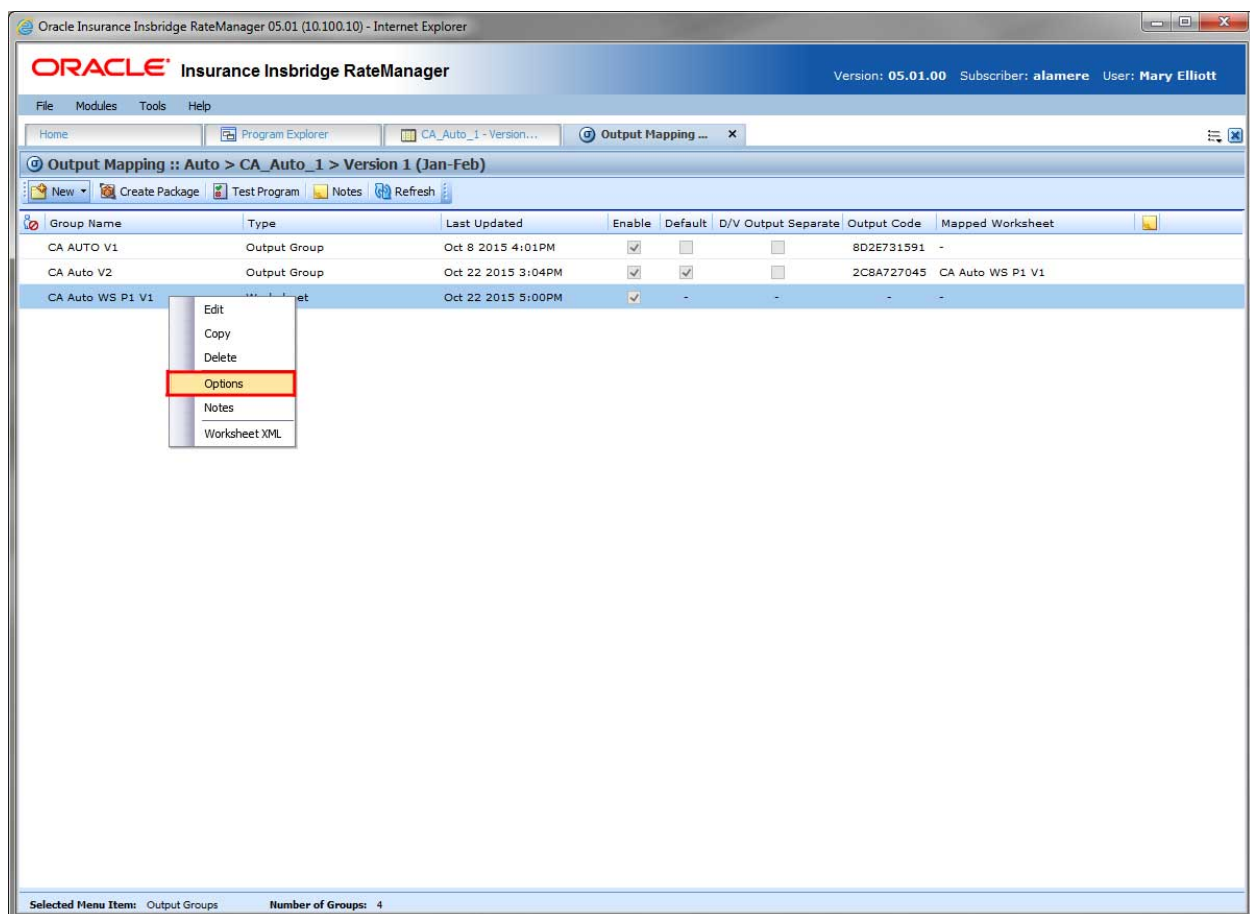 Oracle Insurance Insbridge RateManager 05.01 (10.100.10) - Internet Explorer
ORACLE Insurance Insbridge RateManager
Version: 05.01.00 Subscriber: alamere User: Mary Elliott
File Modules Tools Help
Home Program Explorer CA_Auto_1 - Version... Output Mapping ... x
Output Mapping :: Auto > CA_Auto_1 > Version 1 (Jan-Feb)
New Create Package Test Program Notes Refresh
Group Name Type Last Updated Enable Default D/V Output Separate Output Code Mapped Worksheet
CA AUTO V1 Output Group Oct 8 2015 4:01PM 8D2E731591 -
CA Auto V2 Output Group Oct 22 2015 3:04PM 2C8A727045 CA Auto WS P1 V1
CA Auto WS P1 V1 Oct 22 2015 5:00PM - - - -
Edit
Copy
Delete
Options
Notes
Worksheet XML
Selected Menu Item: Output Groups Number of Groups: 4